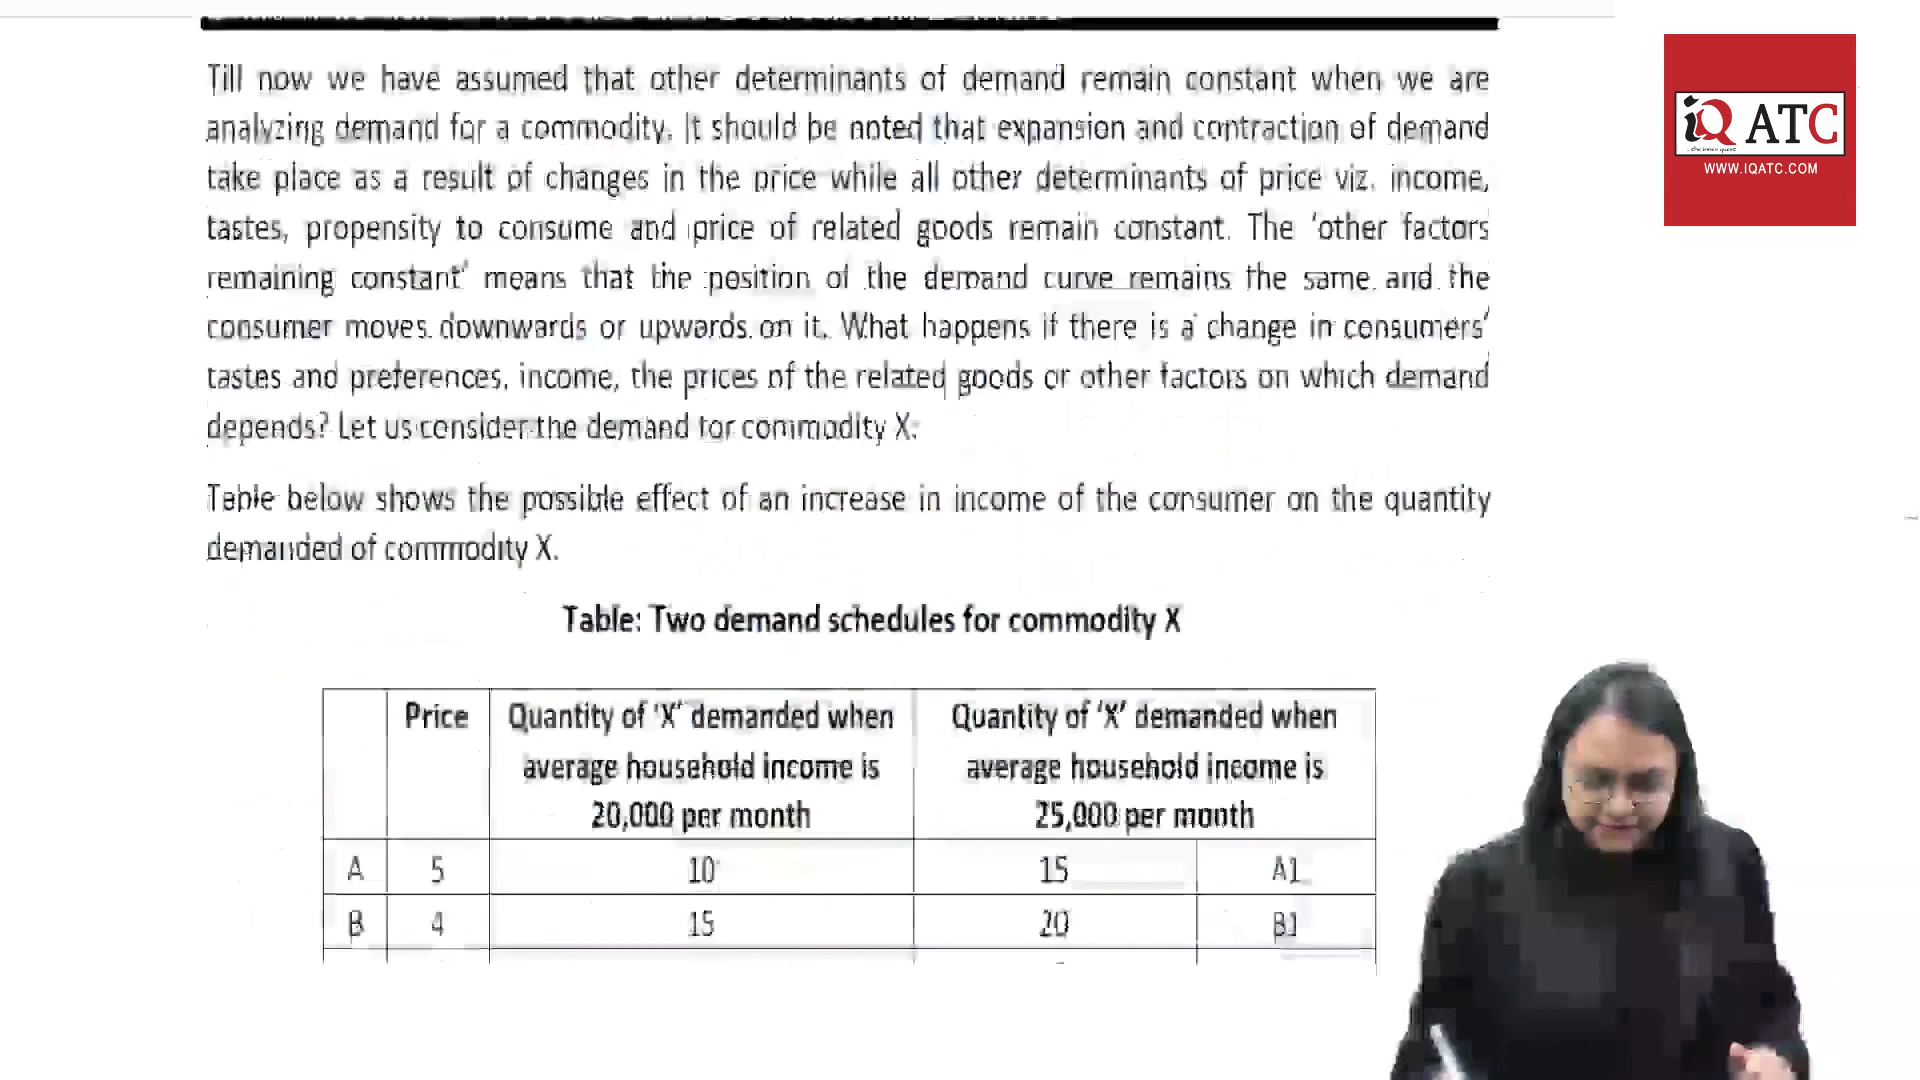 Till now we have assumed that other determinants of demand remain constant when we are
analyzing demand for a commodity. It should be noted that expansion and contraction of demand
take place as a result of changes in the price while all other determinants of price viz. income,
tastes, propensity to consume and price of related goods remain constant. The ‘other factors
remaining constant’ means that the position of the demand curve remains the same and the
consumer moves downwards or upwards on it. What happens if there is a change in consumers’
tastes and preferences, income, the prices of the related goods or other factors on which demand
depends? Let us consider the demand for commodity X.
Table below shows the possible effect of an increase in income of the consumer on the quantity
demanded of commodity X.
Table: Two demand schedules for commodity X
Price
Quantity of ‘X’ demanded when
average household income is
20,000 per month
Quantity of ‘X’ demanded when
average household income is
25,000 per month
A 5 10 15 A1
B 4 15 20 B1
iQ ATC
...the inner quest
WWW.IQATC.COM